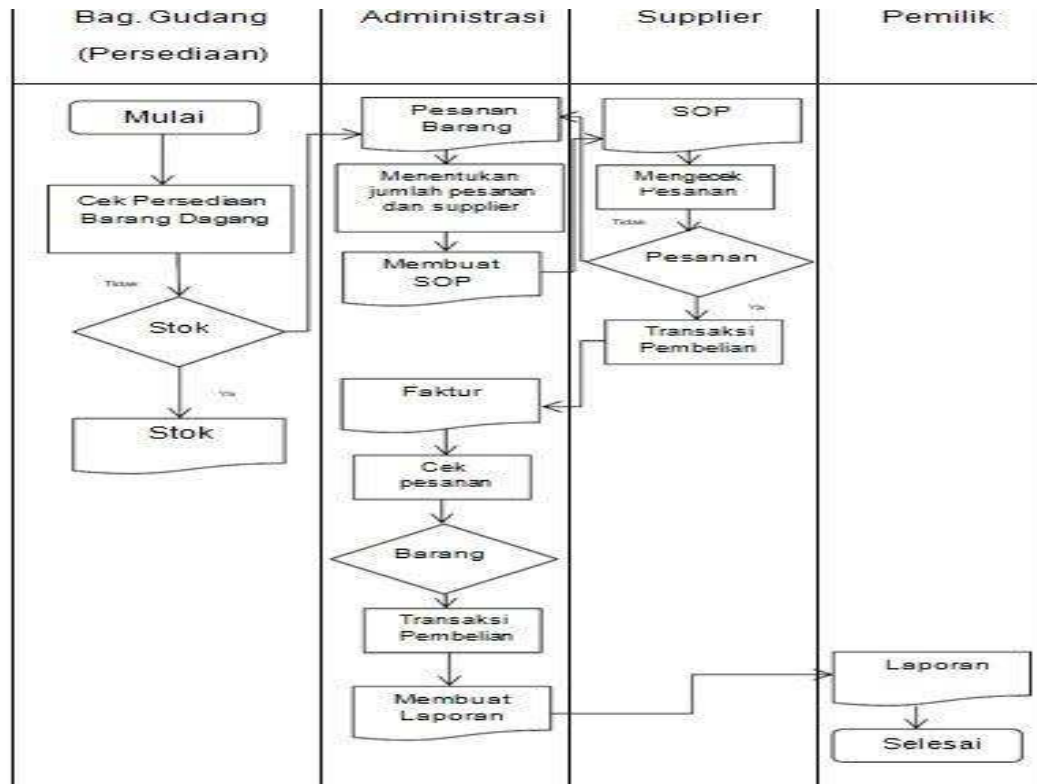 Bag. Gudang
(Persediaan)
Administrasi
Supplier
Pemilik
Mulai
Cek Persediaan
Barang Dagang
Tidak
Stok
Ya
Stok
Pesanan
Barang
Menentukan
jumlah pesanan
dan supplier
Membuat
SOP
Faktur
Cek
pesanan
Barang
Transaksi
Pembelian
Membuat
Laporan
SOP
Mengecek
Pesanan
Tidak
Pesanan
Ya
Transaksi
Pembelian
Laporan
Selesai